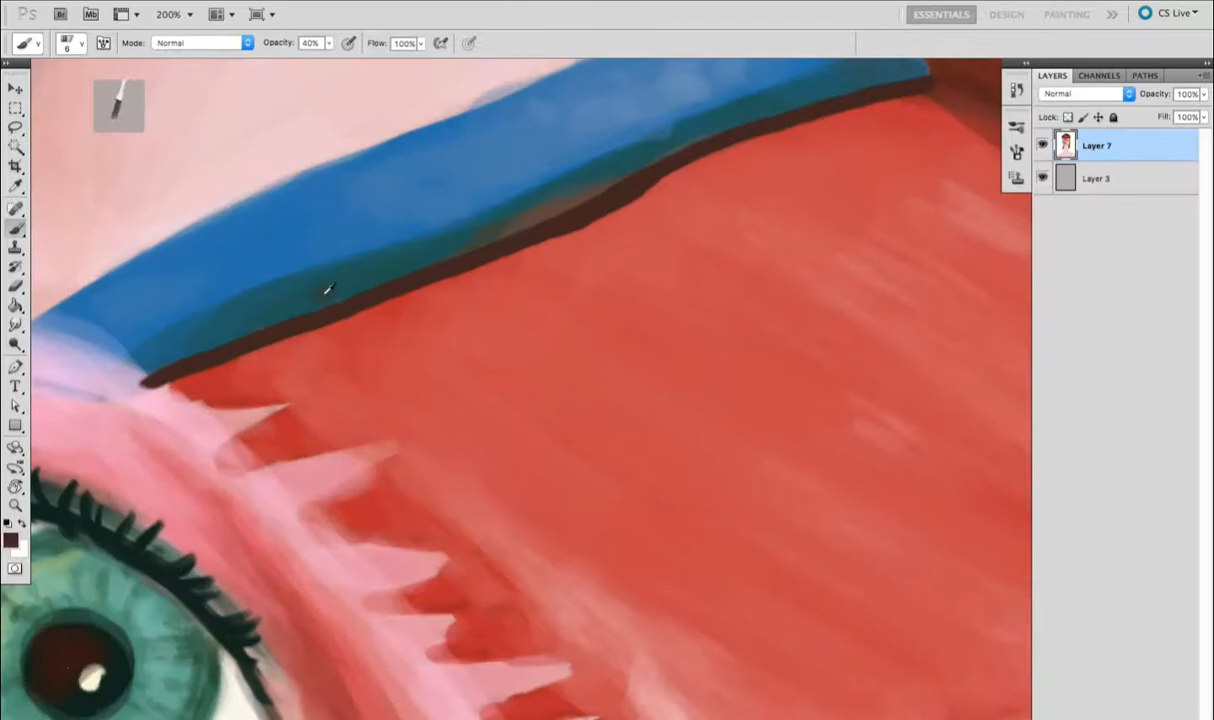 Ps Br Mb 200% ESSENTIALS DESIGN PAINTING CS Live
6 Mode: Normal Opacity: 40% Flow: 100%
LAYERS CHANNELS PATHS
Normal Opacity: 100%
Lock: Fill: 100%
Layer 7
Layer 3
T